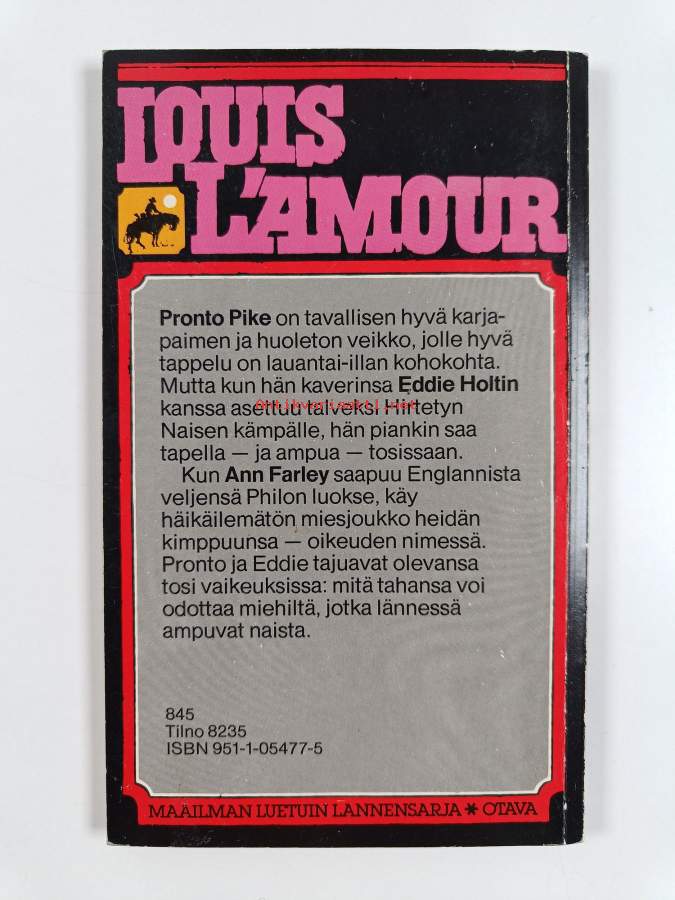 LOUIS
L'AMOUR
Pronto Pike on tavallisen hyvä karja-
paimen ja huoleton veikko, jolle hyvä
tappelu on lauantai-illan kohokohta.
Mutta kun hän kaverinsa Eddie Holtin
kanssa asettuu talveksi Hirtetyn
Antikvariaatti.net
Naisen kämpälle, hän piankin saa
tapella — ja ampua — tosissaan.
Kun Ann Farley saapuu Englannista
veljensä Philon luokse, käy
häikäilemätön miesjoukko heidän
kimppuunsa — oikeuden nimessä.
Pronto ja Eddie tajuavat olevansa
tosi vaikeuksissa: mitä tahansa voi
odottaa miehiltä, jotka lännessä
ampuvat naista.
845
Tilno 8235
ISBN 951-1-05477-5
MAAILMAN LUETUIN LÄNNENSARJA * OTAVA